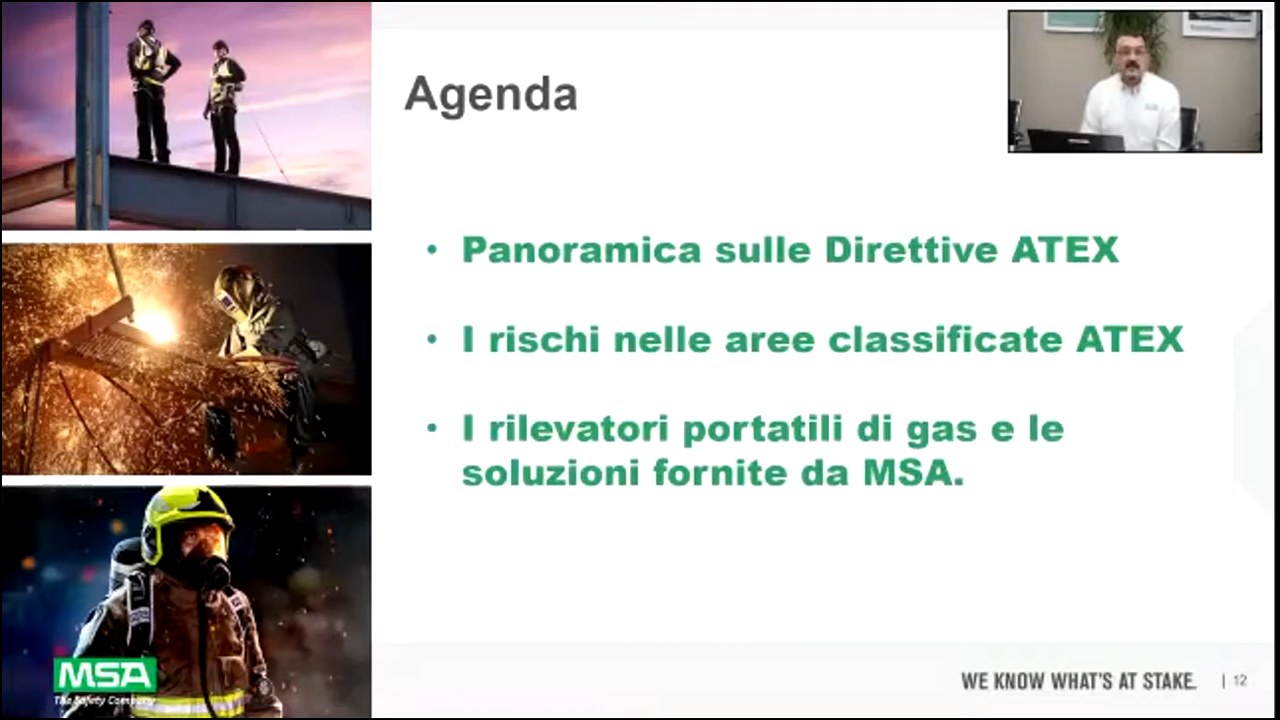 Agenda
• Panoramica sulle Direttive ATEX
• I rischi nelle aree classificate ATEX
• I rilevatori portatili di gas e le
soluzioni fornite da MSA.
MSA
The Safety Company
WE KNOW WHAT'S AT STAKE.
| 12